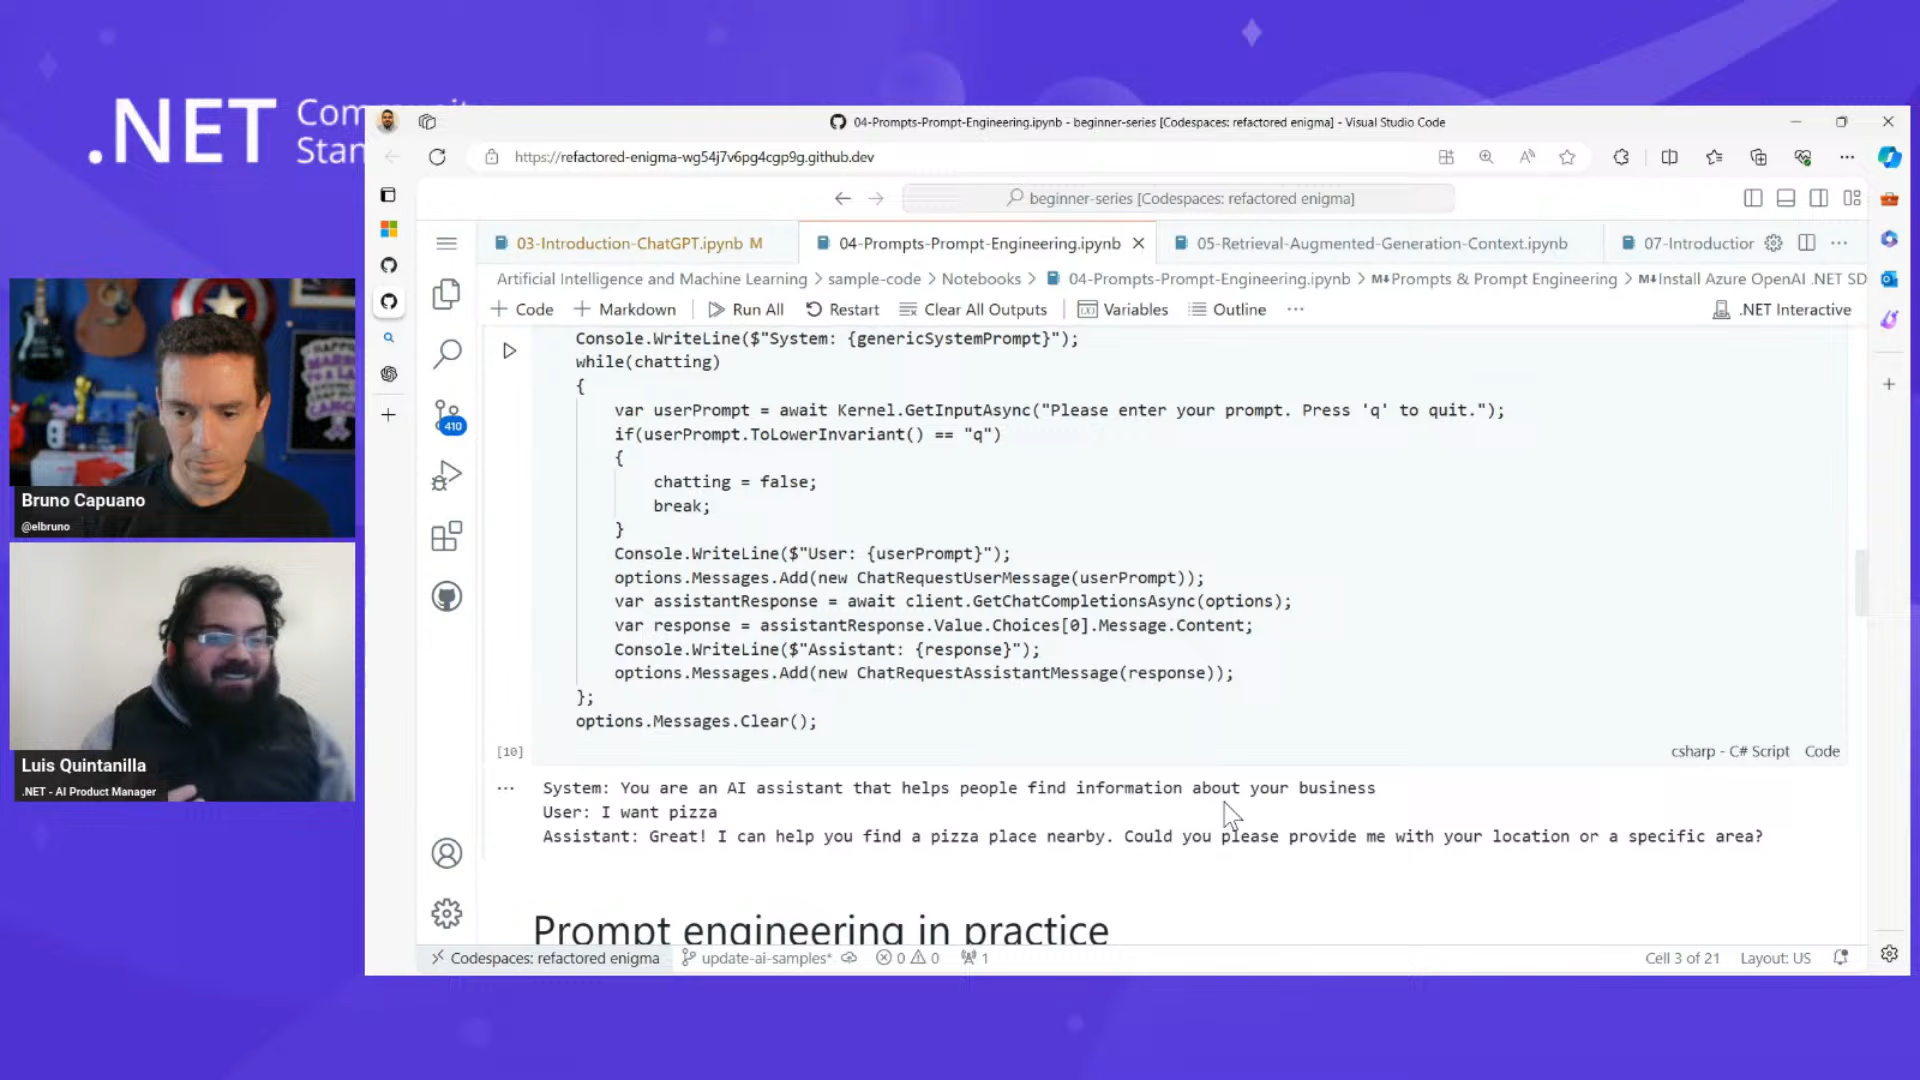 .NET
Com
Stan
04-Prompts-Prompt-Engineering.ipynb - beginner-series [Codespaces: refactored enigma] - Visual Studio Code
https://refactored-enigma-wg54j7v6pg4cgp9g.github.dev
beginner-series [Codespaces: refactored enigma]
03-Introduction-ChatGPT.ipynb M
04-Prompts-Prompt-Engineering.ipynb
05-Retrieval-Augmented-Generation-Context.ipynb
07-Introduction
Artificial Intelligence and Machine Learning > sample-code > Notebooks > 04-Prompts-Prompt-Engineering.ipynb > M↓Prompts & Prompt Engineering > M↓Install Azure OpenAI .NET SD
+ Code + Markdown Run All Restart Clear All Outputs Variables Outline ... .NET Interactive
Console.WriteLine($"System: {genericSystemPrompt}");
while(chatting)
{
var userPrompt = await Kernel.GetInputAsync("Please enter your prompt. Press 'q' to quit.");
if(userPrompt.ToLowerInvariant() == "q")
{
chatting = false;
break;
}
Console.WriteLine($"User: {userPrompt}");
options.Messages.Add(new ChatRequestUserMessage(userPrompt));
var assistantResponse = await client.GetChatCompletionsAsync(options);
var response = assistantResponse.Value.Choices[0].Message.Content;
Console.WriteLine($"Assistant: {response}");
options.Messages.Add(new ChatRequestAssistantMessage(response));
};
options.Messages.Clear();
[10]
csharp - C# Script Code
... System: You are an AI assistant that helps people find information about your business
User: I want pizza
Assistant: Great! I can help you find a pizza place nearby. Could you please provide me with your location or a specific area?
Prompt engineering in practice
410
Codespaces: refactored enigma update-ai-samples* 0 0 1 Cell 3 of 21 Layout: US
Bruno Capuano
@elbruno
Luis Quintanilla
.NET - AI Product Manager